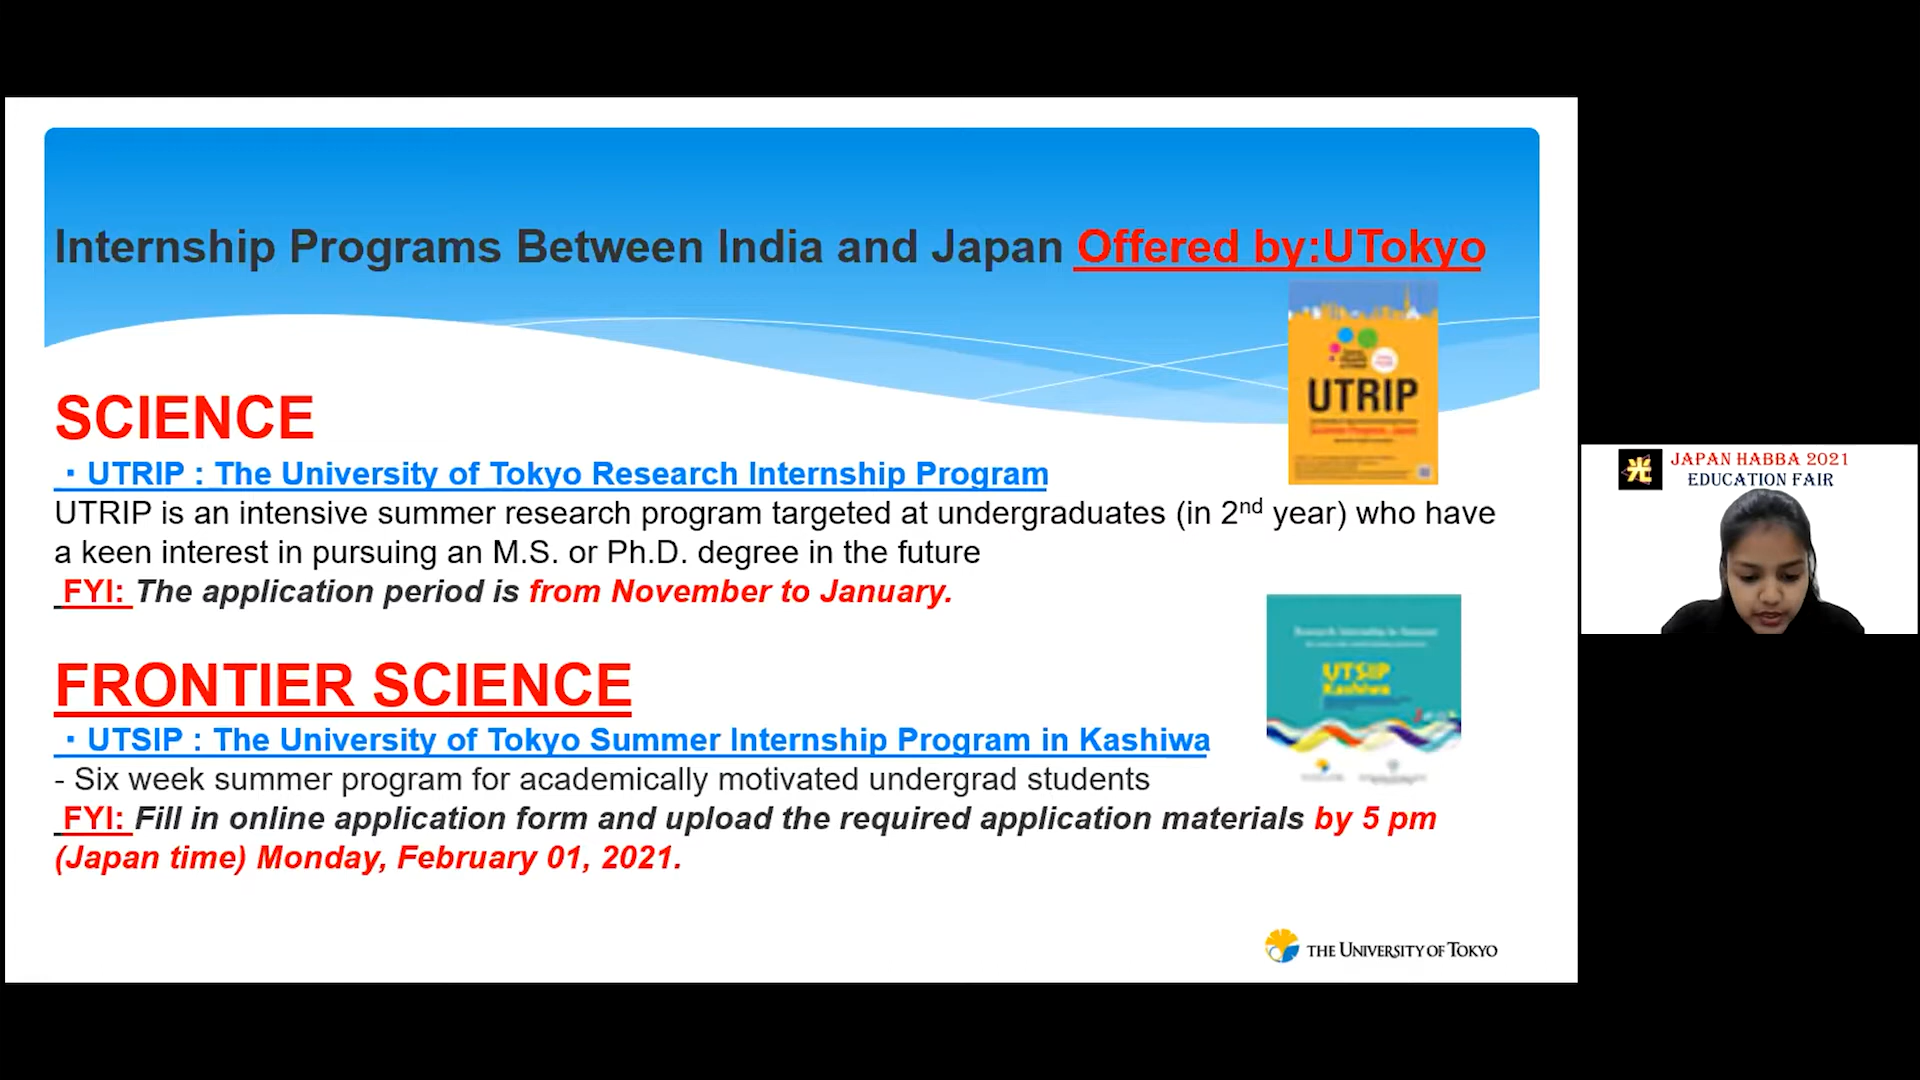 Internship Programs Between India and Japan Offered by:UTokyo
UTRIP
SCIENCE
・UTRIP : The University of Tokyo Research Internship Program
UTRIP is an intensive summer research program targeted at undergraduates (in 2nd year) who have
a keen interest in pursuing an M.S. or Ph.D. degree in the future
FYI: The application period is from November to January.
光 JAPAN HABBA 2021
EDUCATION FAIR
UTSIP
Kashiwa
FRONTIER SCIENCE
・UTSIP : The University of Tokyo Summer Internship Program in Kashiwa
- Six week summer program for academically motivated undergrad students
FYI: Fill in online application form and upload the required application materials by 5 pm
(Japan time) Monday, February 01, 2021.
THE UNIVERSITY OF TOKYO